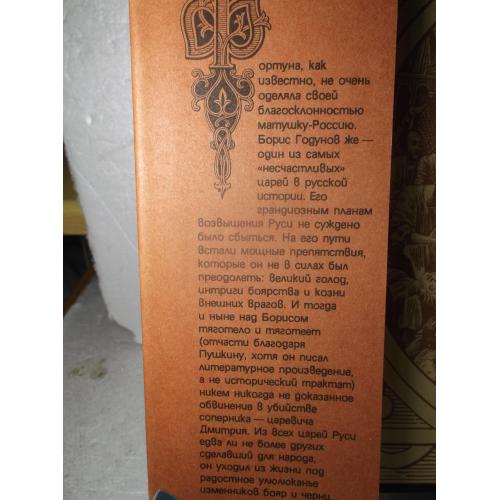 Фортуна, как
известно, не очень
оделяла своей
благосклонностью
матушку-Россию.
Борис Годунов же —
один из самых
«несчастливых»
царей в русской
истории. Его
грандиозным планам
возвышения Руси не суждено
было сбыться. На его пути
встали мощные препятствия,
которые он не в силах был
преодолеть: великий голод,
интриги боярства и козни
внешних врагов. И тогда
и ныне над Борисом
тяготело и тяготеет
(отчасти благодаря
Пушкину, хотя он писал
литературное произведение,
а не исторический трактат)
никем никогда не доказанное
обвинение в убийстве
соперника — царевича
Дмитрия. Из всех царей Руси
едва ли не более других
сделавший для народа,
он уходил из жизни под
радостное улюлюканье
изменников бояр и черни